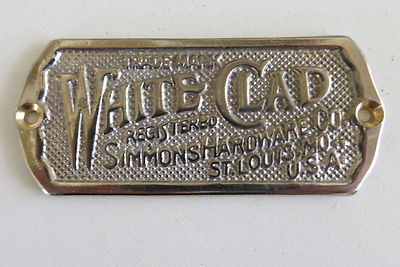 TRADE MARK
WHITE CLAD
REGISTERED
SIMMONS HARDWARE CO.
ST. LOUIS, MO.
U.S.A.